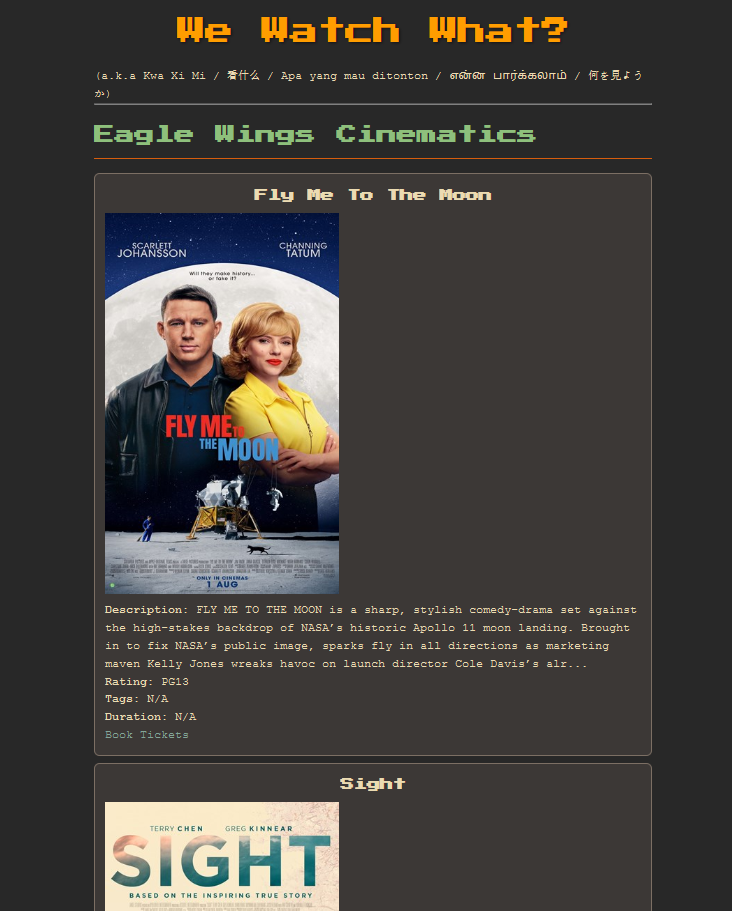 We Watch What?
(a.k.a Kwa Xi Mi / 看什么 / Apa yang mau ditonton / என்ன பார்க்கலாம் / 何を見よう
か)
Eagle Wings Cinematics
Fly Me To The Moon
SCARLETT JOHANSSON
CHANNING TATUM
Will they make history...
or fake it?
FLY ME TO
THE MOON
ONLY IN CINEMAS
1 AUG
Description: FLY ME TO THE MOON is a sharp, stylish comedy-drama set against
the high-stakes backdrop of NASA's historic Apollo 11 moon landing. Brought
in to fix NASA's public image, sparks fly in all directions as marketing
maven Kelly Jones wreaks havoc on launch director Cole Davis's alr...
Rating: PG13
Tags: N/A
Duration: N/A
Book Tickets
Sight
TERRY CHEN GREG KINNEAR
SIGHT
BASED ON THE INSPIRING TRUE STORY